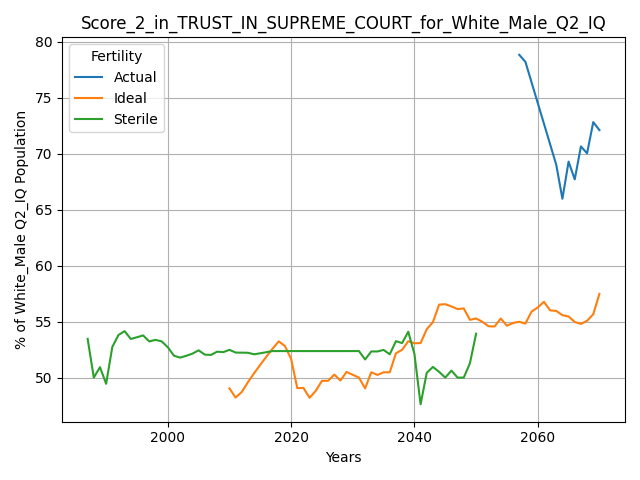 Score_2_in_TRUST_IN_SUPREME_COURT_for_White_Male_Q2_IQ
Fertility
Actual
Ideal
Sterile
% of White_Male Q2_IQ Population
80
75
70
65
60
55
50
2000
2020
2040
2060
Years